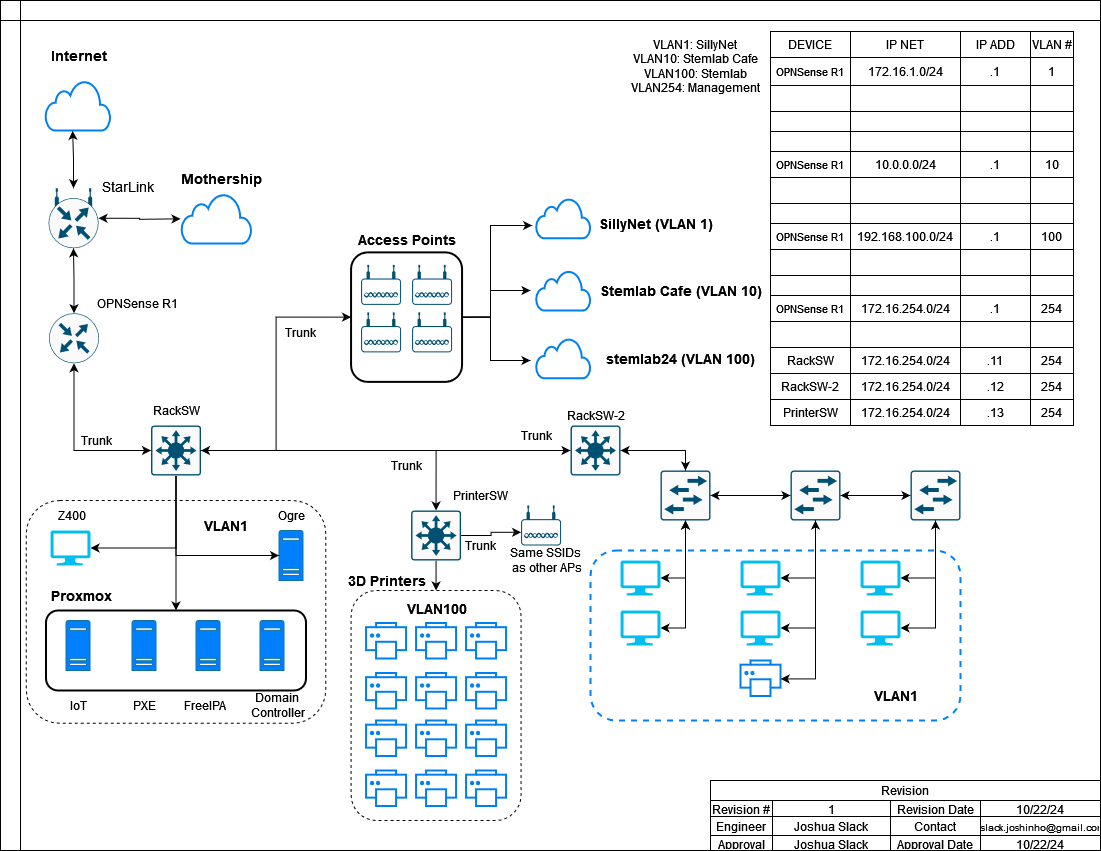 Internet
VLAN1: SillyNet
VLAN10: Stemlab Cafe
VLAN100: Stemlab
VLAN254: Management
DEVICE IP NET IP ADD VLAN #
OPNSense R1 172.16.1.0/24 .1 1
OPNSense R1 10.0.0.0/24 .1 10
OPNSense R1 192.168.100.0/24 .1 100
OPNSense R1 172.16.254.0/24 .1 254
RackSW 172.16.254.0/24 .11 254
RackSW-2 172.16.254.0/24 .12 254
PrinterSW 172.16.254.0/24 .13 254
StarLink
Mothership
OPNSense R1
Access Points
SillyNet (VLAN 1)
Stemlab Cafe (VLAN 10)
stemlab24 (VLAN 100)
Trunk
RackSW
Trunk
RackSW-2
Trunk
Trunk
PrinterSW
Trunk
Same SSIDs
as other APs
Z400
VLAN1
Ogre
Proxmox
IoT
PXE
FreeIPA
Domain
Controller
3D Printers
VLAN100
VLAN1
Revision
Revision # 1 Revision Date 10/22/24
Engineer Joshua Slack Contact slack.joshinho@gmail.com
Approval Joshua Slack Approval Date 10/22/24